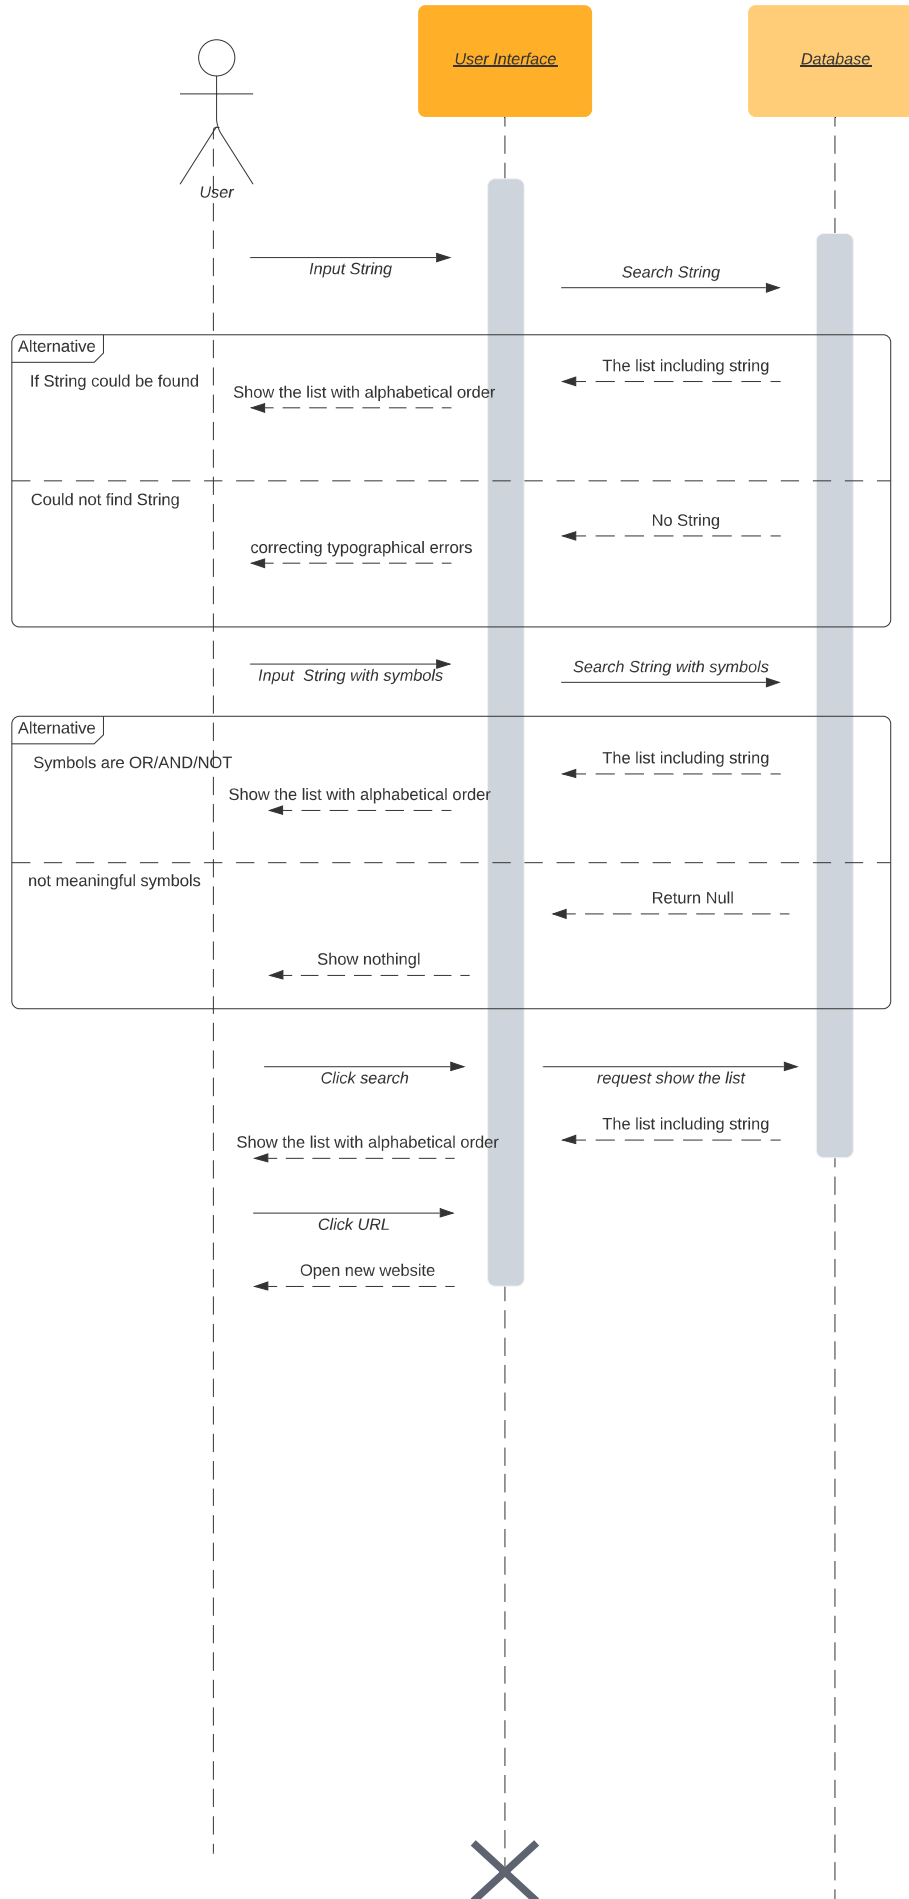 User Interface
Database
User
Input String
Search String
Alternative
The list including string
If String could be found
Show the list with alphabetical order
Could not find String
No String
correcting typographical errors
Input  String with symbols
Search String with symbols
Alternative
The list including string
Symbols are OR/AND/NOT
Show the list with alphabetical order
not meaningful symbols
Return Null
Show nothingl
Click search
request show the list
The list including string
Show the list with alphabetical order
Click URL
Open new website